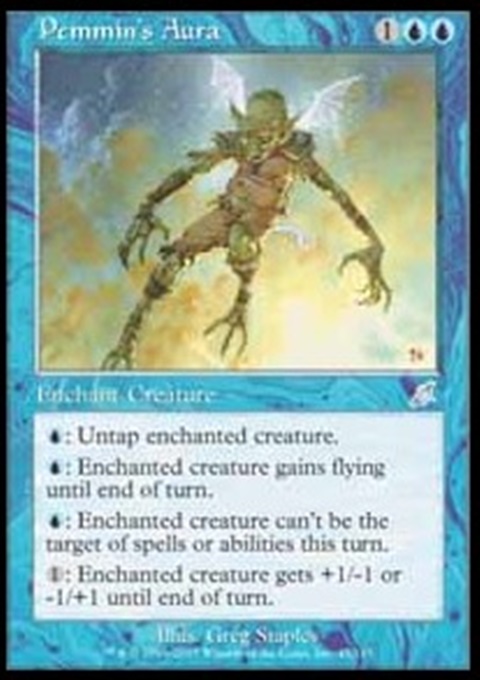 Pemmin's Aura 1
Enchant Creature
: Untap enchanted creature.
: Enchanted creature gains flying
until end of turn.
: Enchanted creature can't be the
target of spells or abilities this turn.
1: Enchanted creature gets +1/-1 or
-1/+1 until end of turn.
Illus. Greg Staples